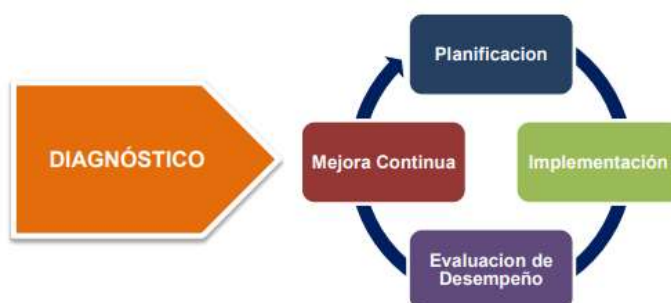 DIAGNÓSTICO
Planificacion
Implementación
Evaluacion de
Desempeño
Mejora Continua